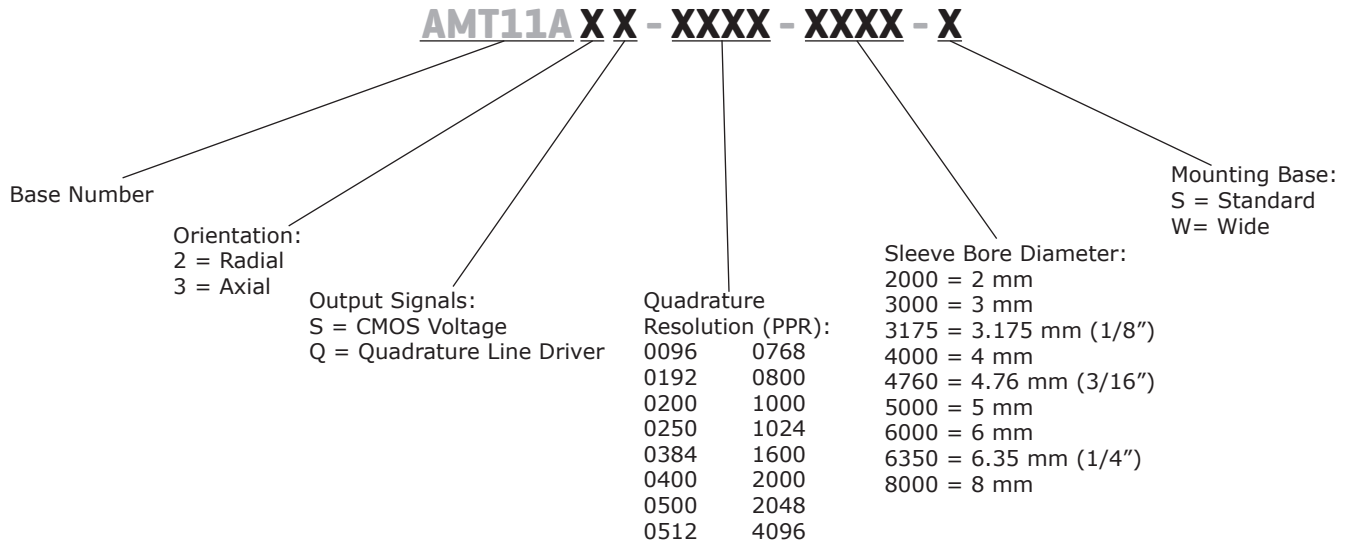 AMT11A X X - XXXX - XXXX - X
Base Number
Orientation:
2 = Radial
3 = Axial
Output Signals:
S = CMOS Voltage
Q = Quadrature Line Driver
Quadrature
Resolution (PPR):
0096 0768
0192 0800
0200 1000
0250 1024
0384 1600
0400 2000
0500 2048
0512 4096
Sleeve Bore Diameter:
2000 = 2 mm
3000 = 3 mm
3175 = 3.175 mm (1/8″)
4000 = 4 mm
4760 = 4.76 mm (3/16″)
5000 = 5 mm
6000 = 6 mm
6350 = 6.35 mm (1/4″)
8000 = 8 mm
Mounting Base:
S = Standard
W= Wide